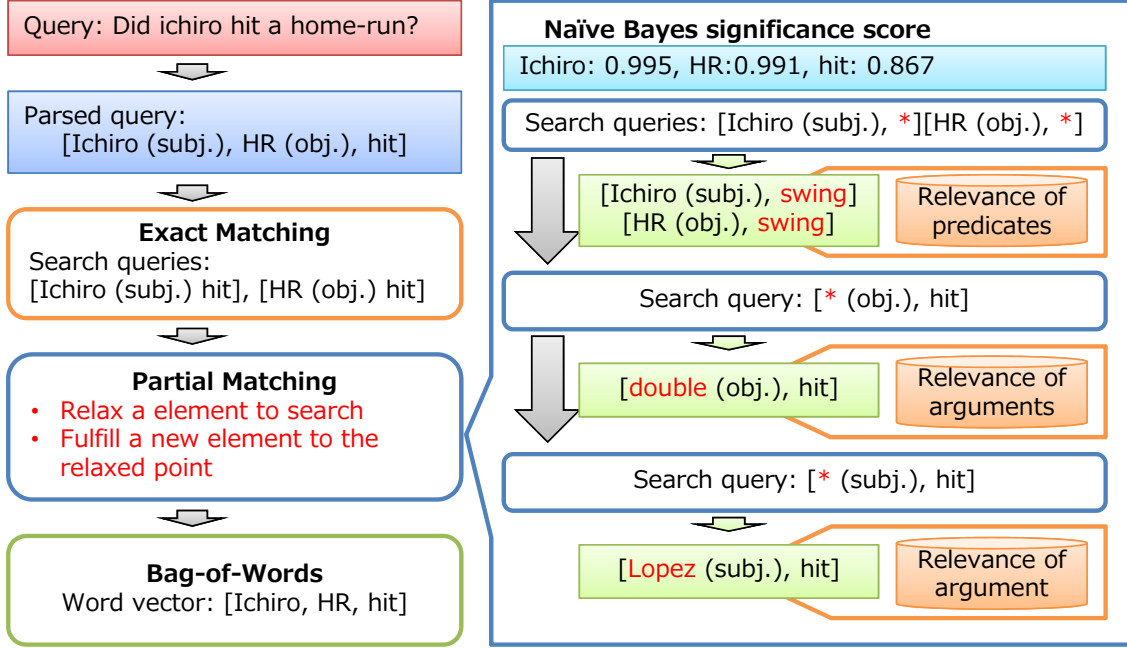 Query: Did ichiro hit a home-run?
Parsed query:
[Ichiro (subj.), HR (obj.), hit]
Exact Matching
Search queries:
[Ichiro (subj.) hit], [HR (obj.) hit]
Partial Matching
• Relax a element to search
• Fulfill a new element to the
relaxed point
Bag-of-Words
Word vector: [Ichiro, HR, hit]
Naïve Bayes significance score
Ichiro: 0.995, HR:0.991, hit: 0.867
Search queries: [Ichiro (subj.), *][HR (obj.), *]
[Ichiro (subj.), swing]
[HR (obj.), swing]
Relevance of
predicates
Search query: [* (obj.), hit]
[double (obj.), hit]
Relevance of
arguments
Search query: [* (subj.), hit]
[Lopez (subj.), hit]
Relevance of
argument